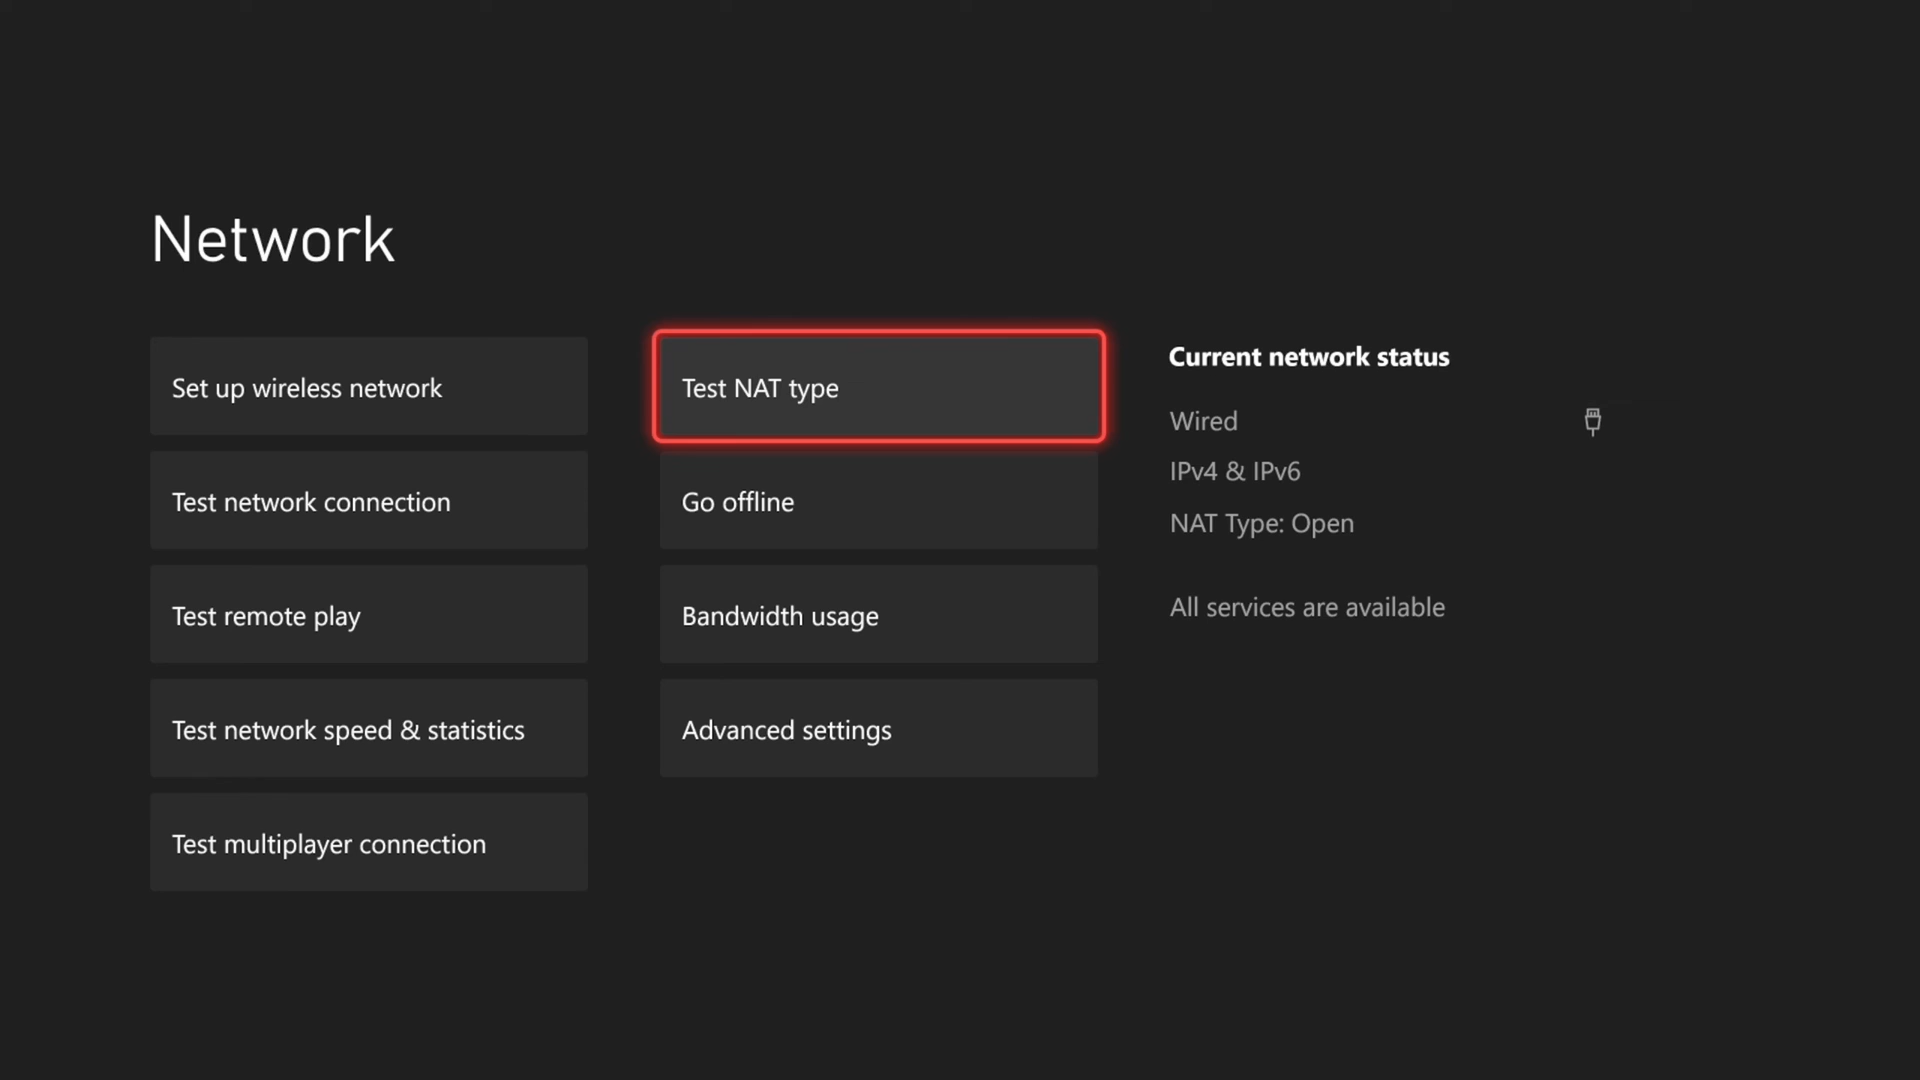 Network
Set up wireless network
Test network connection
Test remote play
Test network speed & statistics
Test multiplayer connection
Test NAT type
Go offline
Bandwidth usage
Advanced settings
Current network status
Wired
IPv4 & IPv6
NAT Type: Open
All services are available